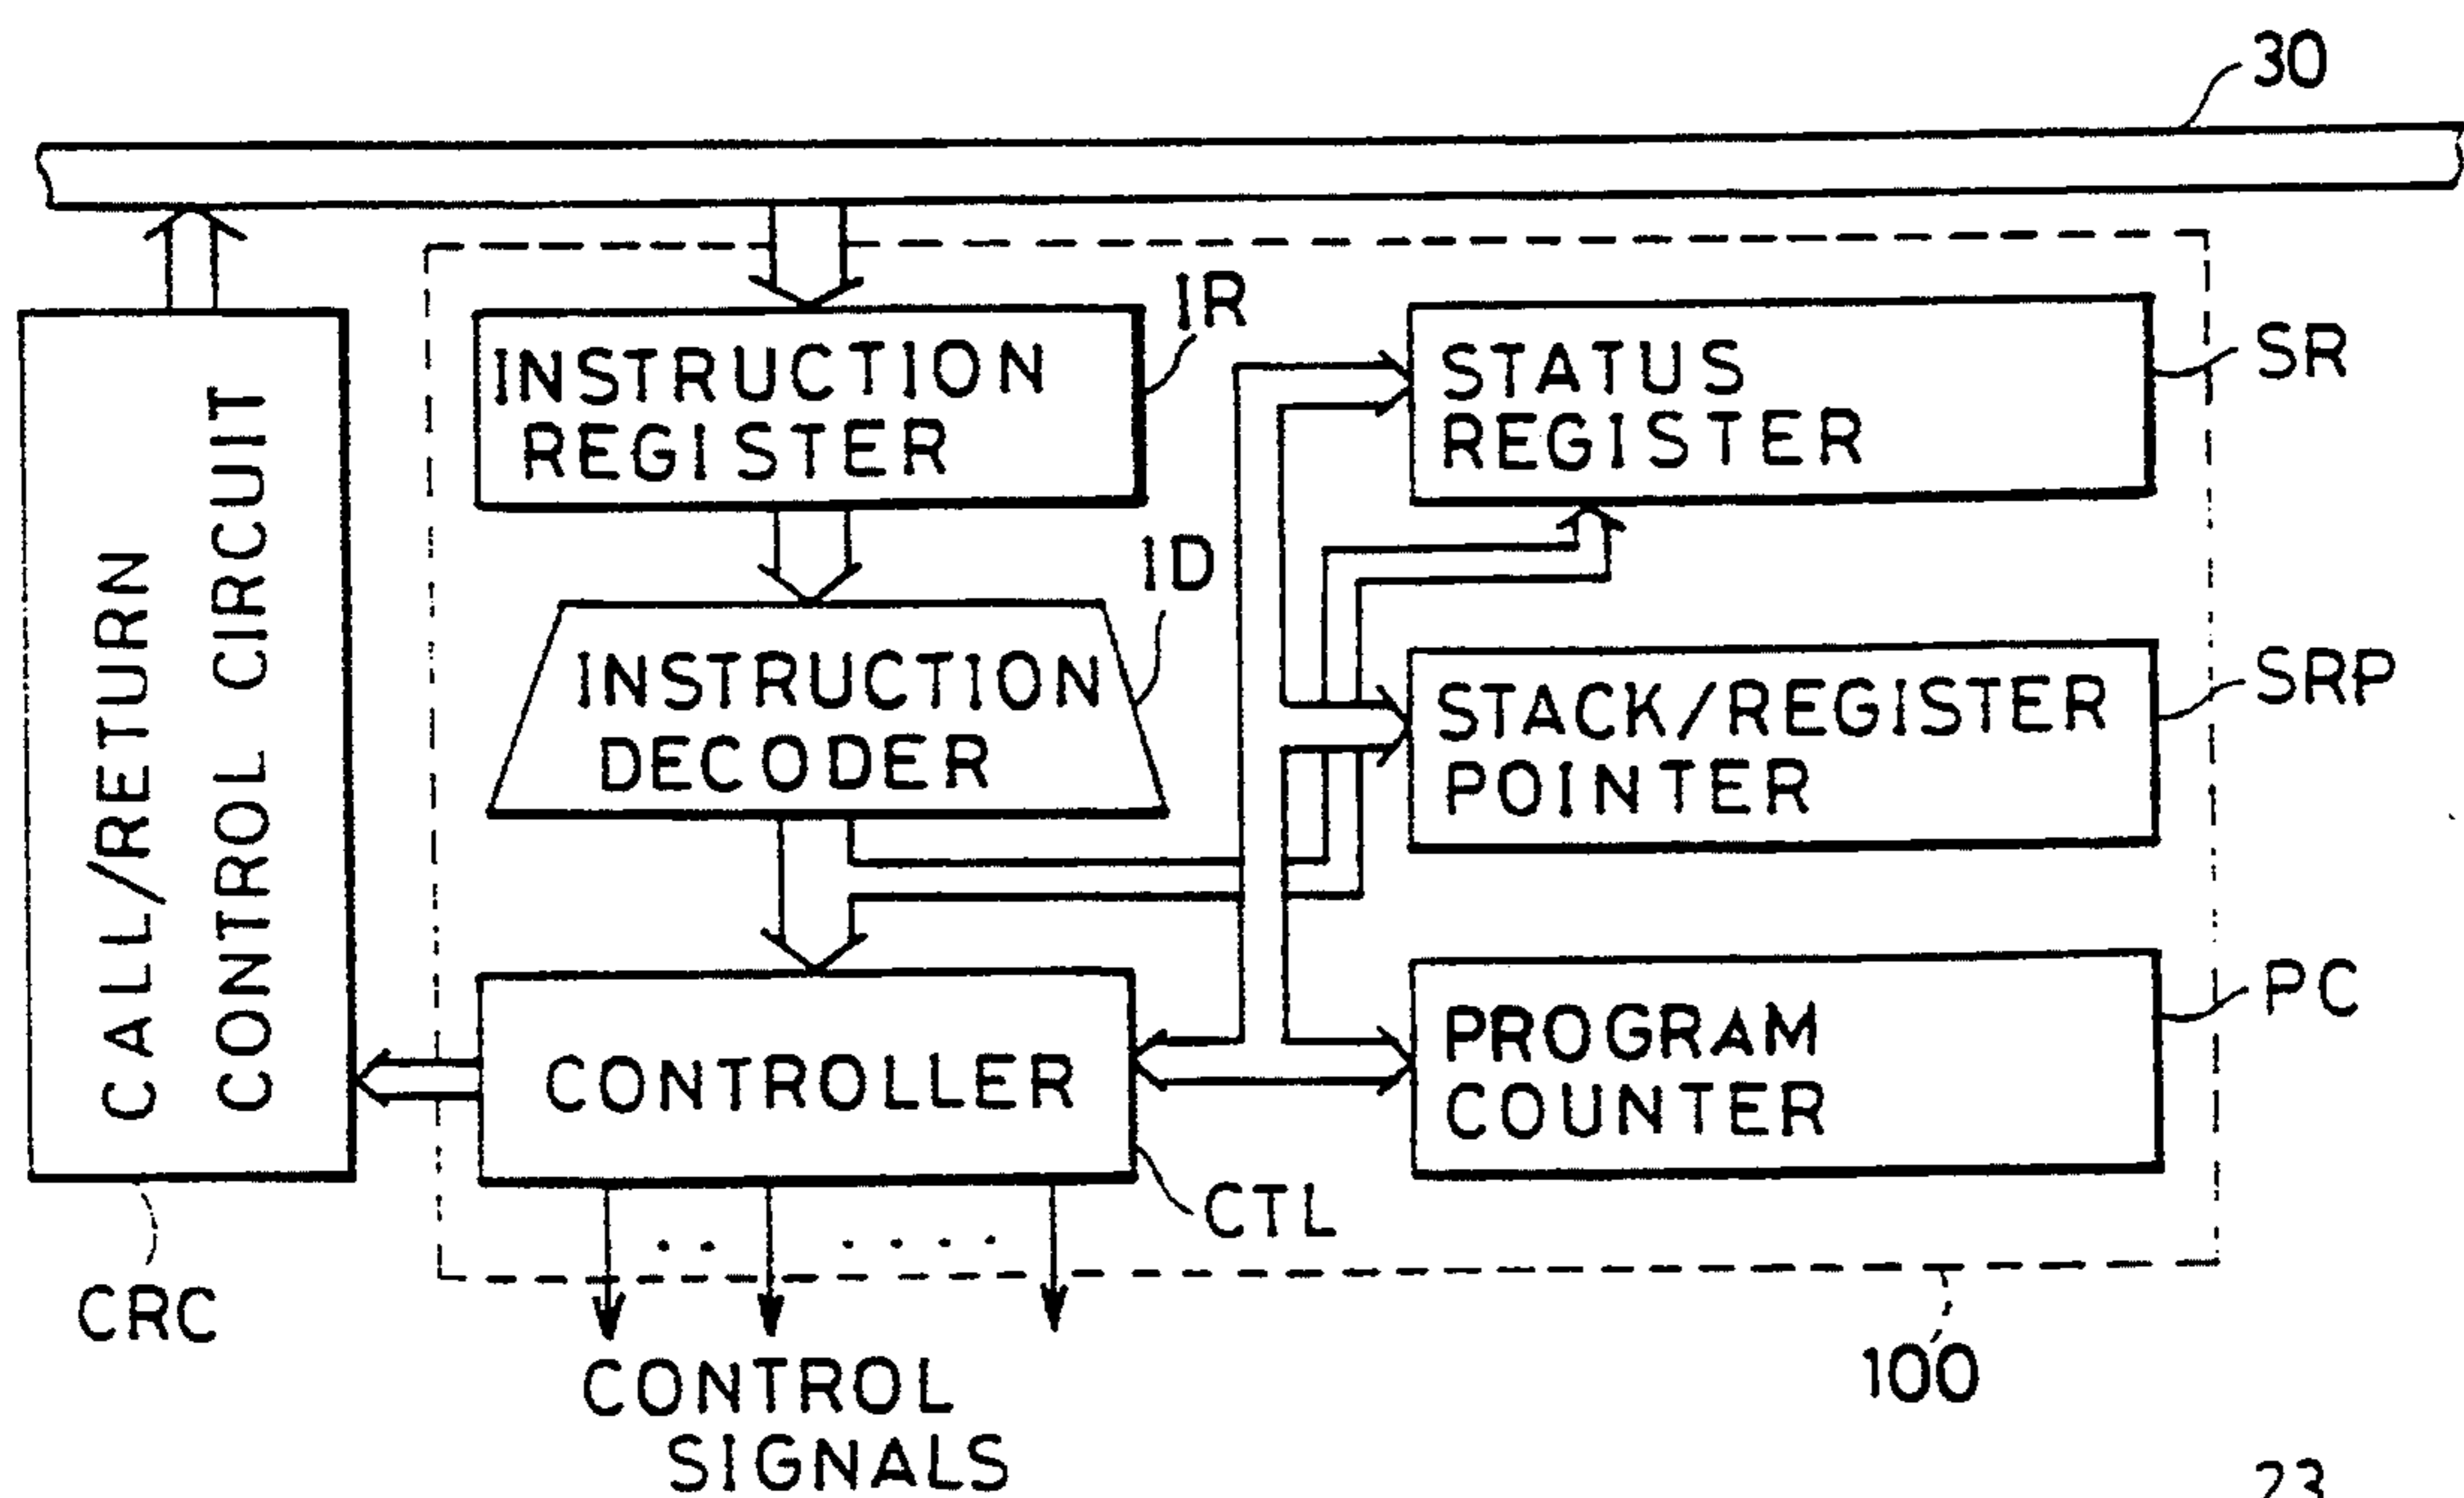 30
INSTRUCTION
REGISTER
IR
STATUS
REGISTER
SR
CALL/RETURN
CONTROL CIRCUIT
ID
INSTRUCTION
DECODER
STACK/REGISTER
POINTER
SRP
CONTROLLER
PROGRAM
COUNTER
PC
CTL
CRC
CONTROL
SIGNALS
100
23